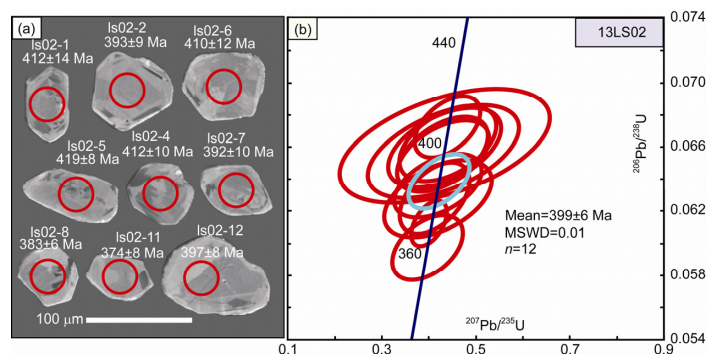 (a)
ls02-1
412±14 Ma
ls02-2
393±9 Ma
ls02-6
410±12 Ma
ls02-5
419±8 Ma
ls02-4
412±10 Ma
ls02-7
392±10 Ma
ls02-8
383±6 Ma
ls02-11
374±8 Ma
ls02-12
397±8 Ma
100 μm
(b)
13LS02
440
400
360
Mean=399±6 Ma
MSWD=0.01
n=12
²⁰⁷Pb/²³⁵U
²⁰⁶Pb/²³⁸U
0.074
0.070
0.066
0.062
0.058
0.054
0.1
0.3
0.5
0.7
0.9